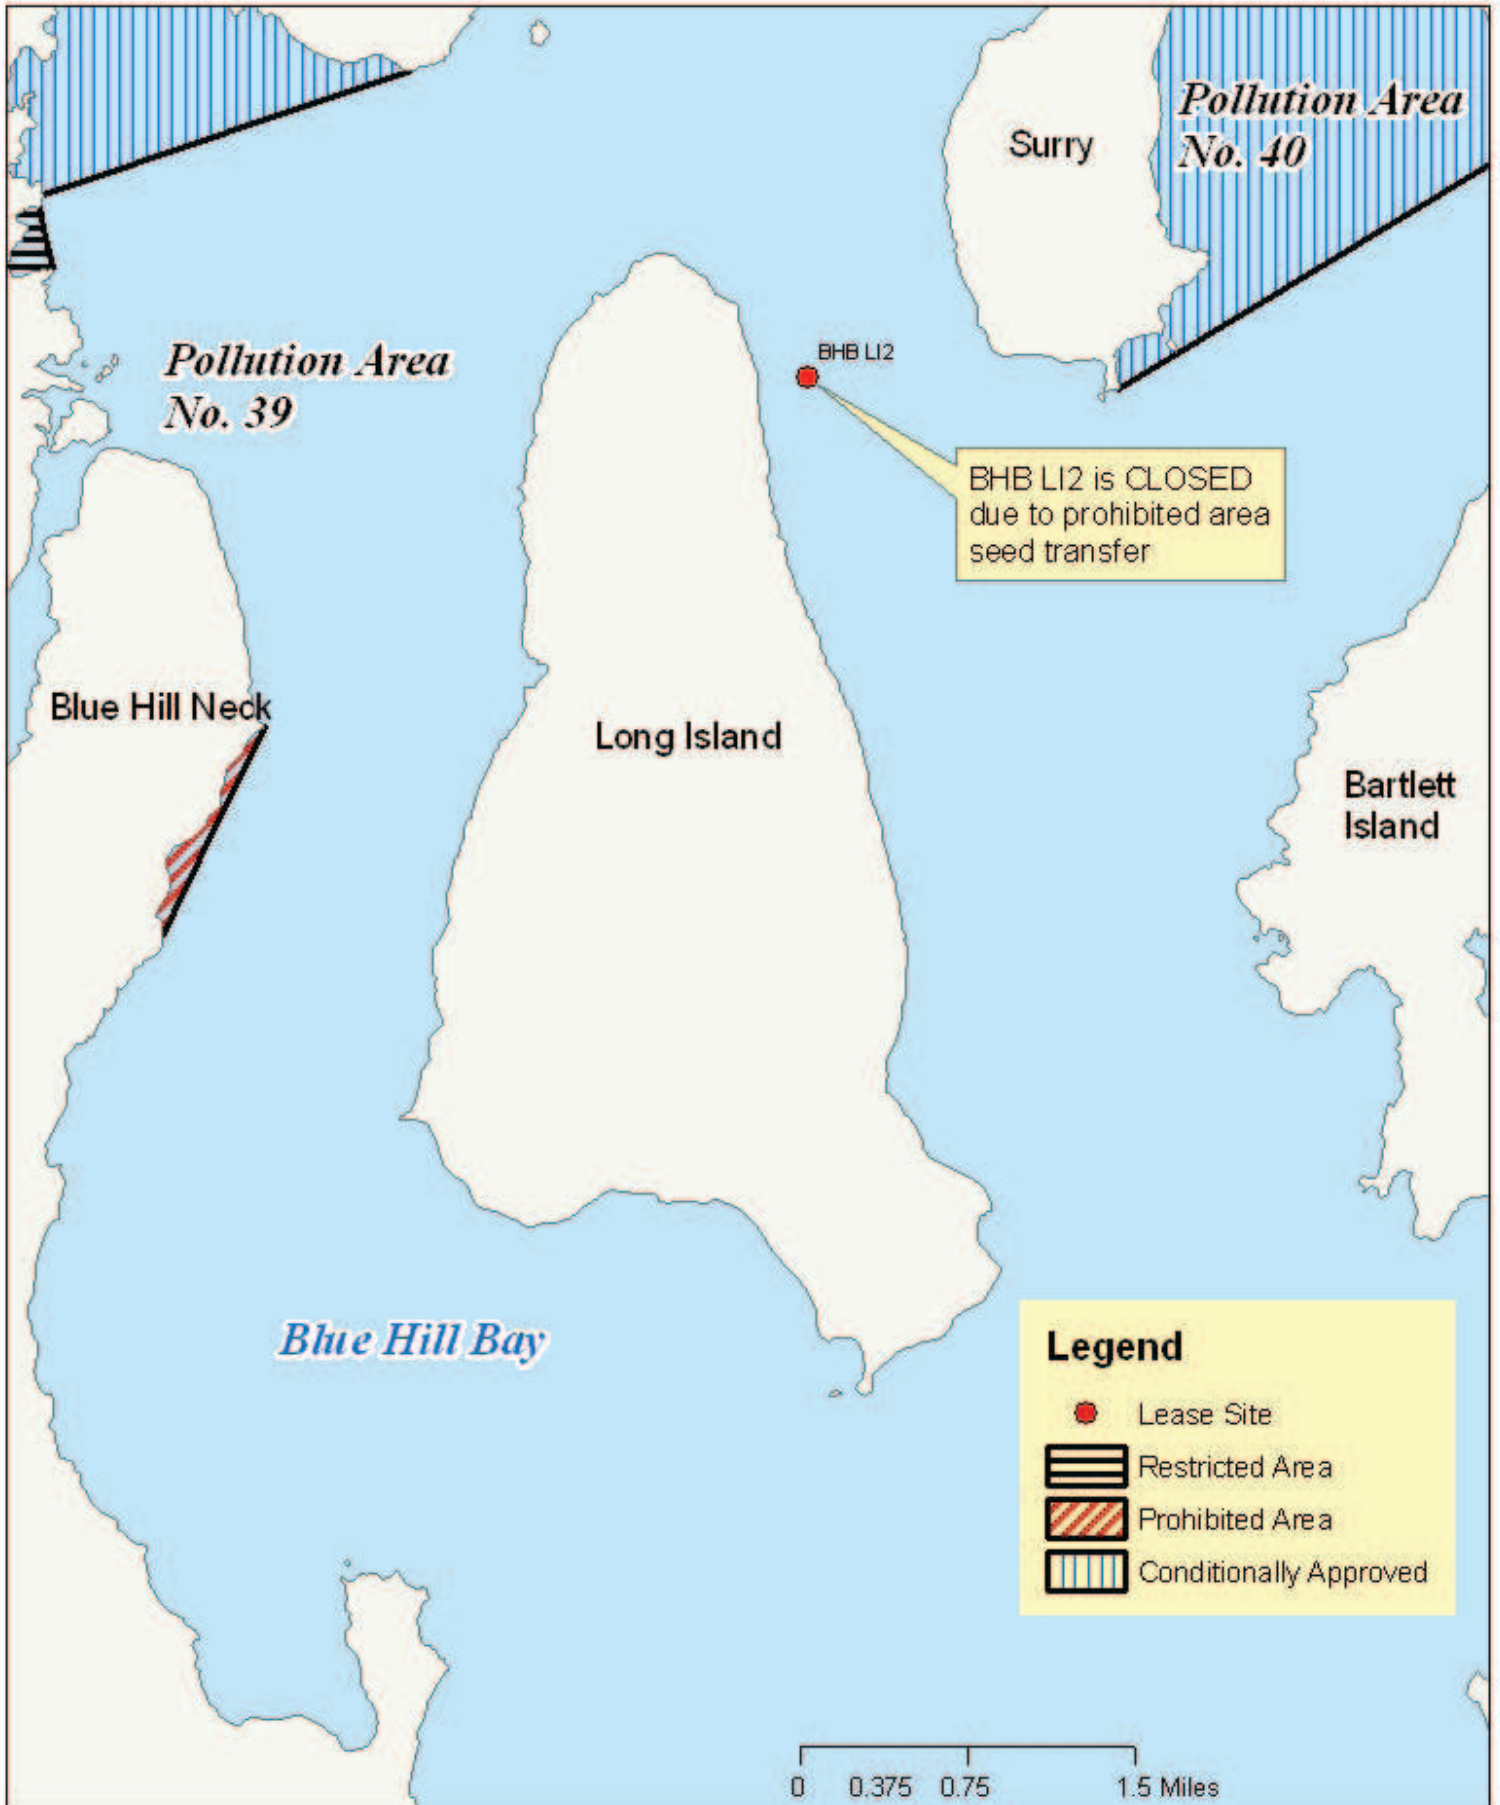 Pollution Area
No. 40
Surry
BHB LI2
Pollution Area
No. 39
BHB LI2 is CLOSED
due to prohibited area
seed transfer
Blue Hill Neck
Long Island
Bartlett
Island
Blue Hill Bay
Legend
Lease Site
Restricted Area
Prohibited Area
Conditionally Approved
0 0.375 0.75 1.5 Miles